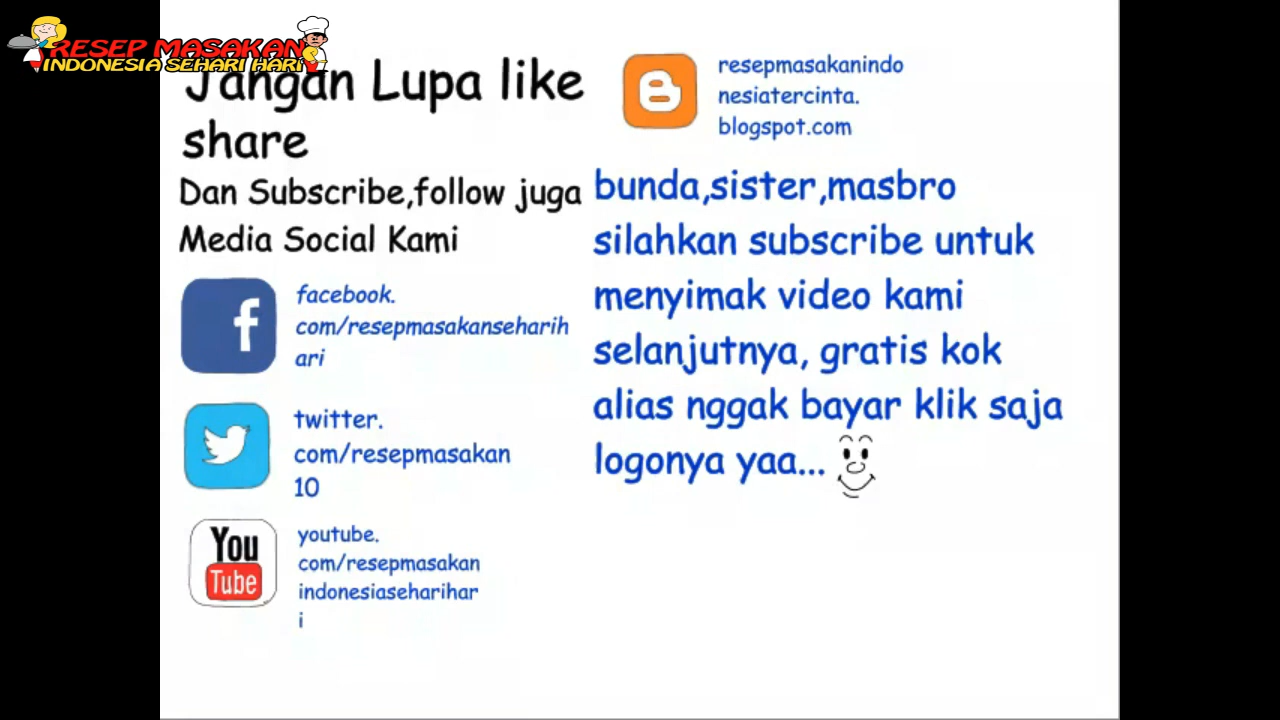 RESEP MASAKAN
INDONESIA SEHARI HARI
Jangan Lupa like
share
Dan Subscribe,follow juga
Media Social Kami
facebook.
com/resepmasakanseharih
ari
twitter.
com/resepmasakan
10
You
Tube
youtube.
com/resepmasakan
indonesiaseharihar
i
resepmasakanindo
nesiatercinta.
blogspot.com
bunda,sister,masbro
silahkan subscribe untuk
menyimak video kami
selanjutnya, gratis kok
alias nggak bayar klik saja
logonya yaa...